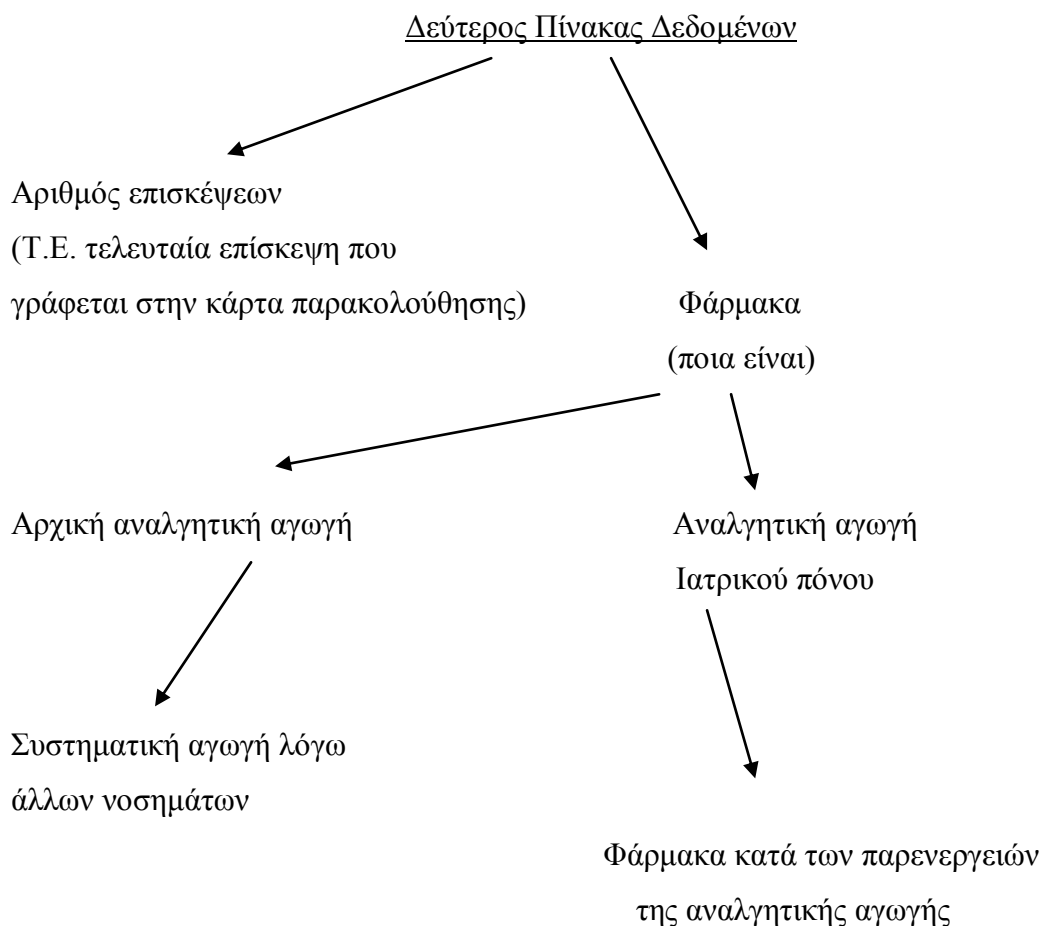 Δεύτερος Πίνακας Δεδομένων
Αριθμός επισκέψεων
(Τ.Ε. τελευταία επίσκεψη που
γράφεται στην κάρτα παρακολούθησης)
Φάρμακα
(ποια είναι)
Αρχική αναλγητική αγωγή
Αναλγητική αγωγή
Ιατρικού πόνου
Συστηματική αγωγή λόγω
άλλων νοσημάτων
Φάρμακα κατά των παρενεργειών
της αναλγητικής αγωγής